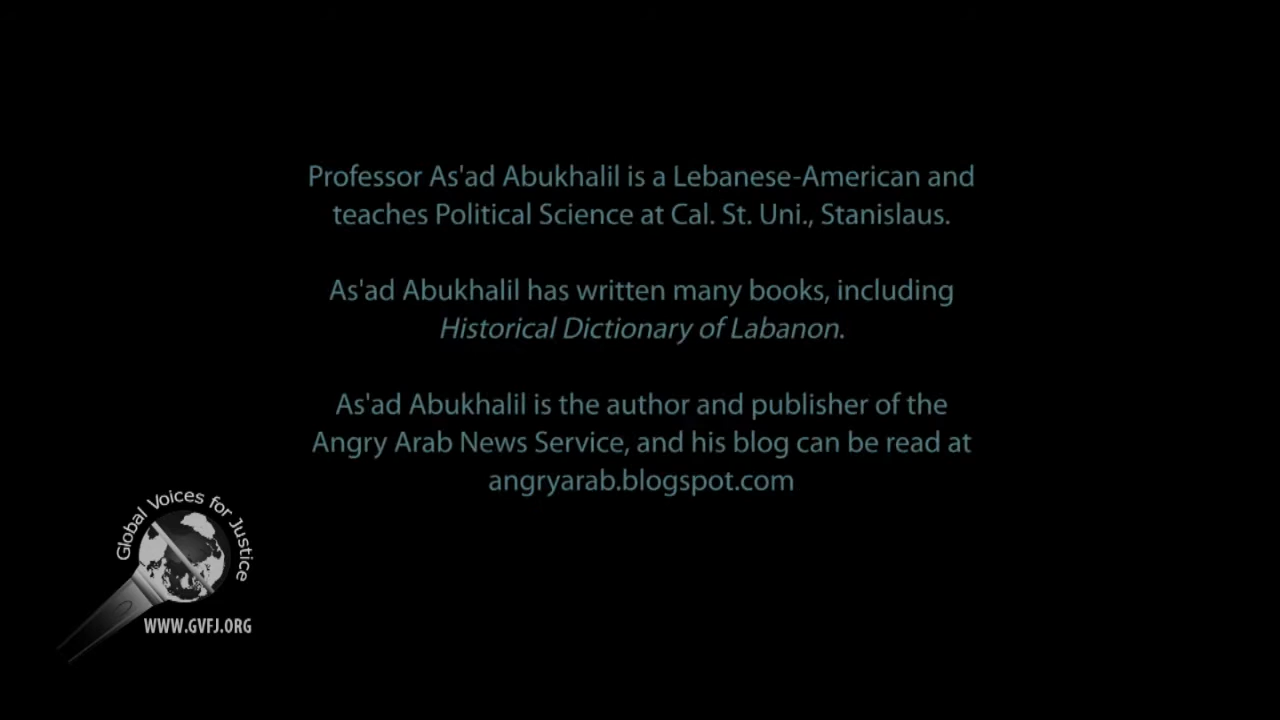 Professor As'ad Abukhalil is a Lebanese-American and
teaches Political Science at Cal. St. Uni., Stanislaus.
As'ad Abukhalil has written many books, including
Historical Dictionary of Labanon.
As'ad Abukhalil is the author and publisher of the
Angry Arab News Service, and his blog can be read at
angryarab.blogspot.com
Global Voices for Justice
WWW.GVFJ.ORG